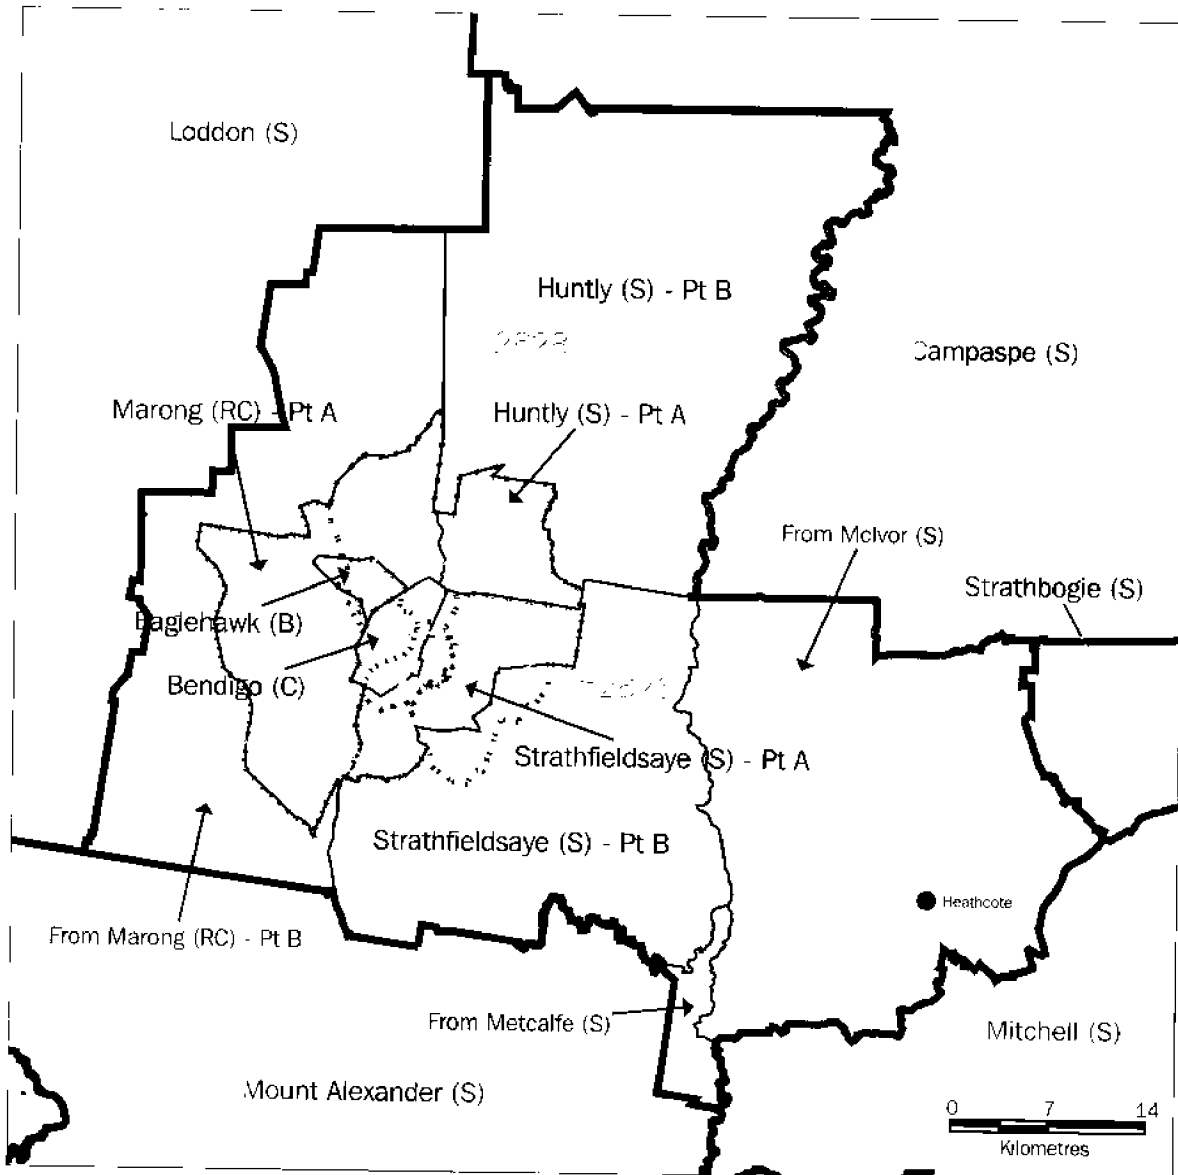 Loddon (S)
Huntly (S) - Pt B
Campaspe (S)
Marong (RC) - Pt A
Huntly (S) - Pt A
From McIvor (S)
Strathbogie (S)
Eaglehawk (B)
Bendigo (C)
Strathfieldsaye (S) - Pt A
Strathfieldsaye (S) - Pt B
Heathcote
From Marong (RC) - Pt B
From Metcalfe (S)
Mitchell (S)
Mount Alexander (S)
0 7 14
Kilometres